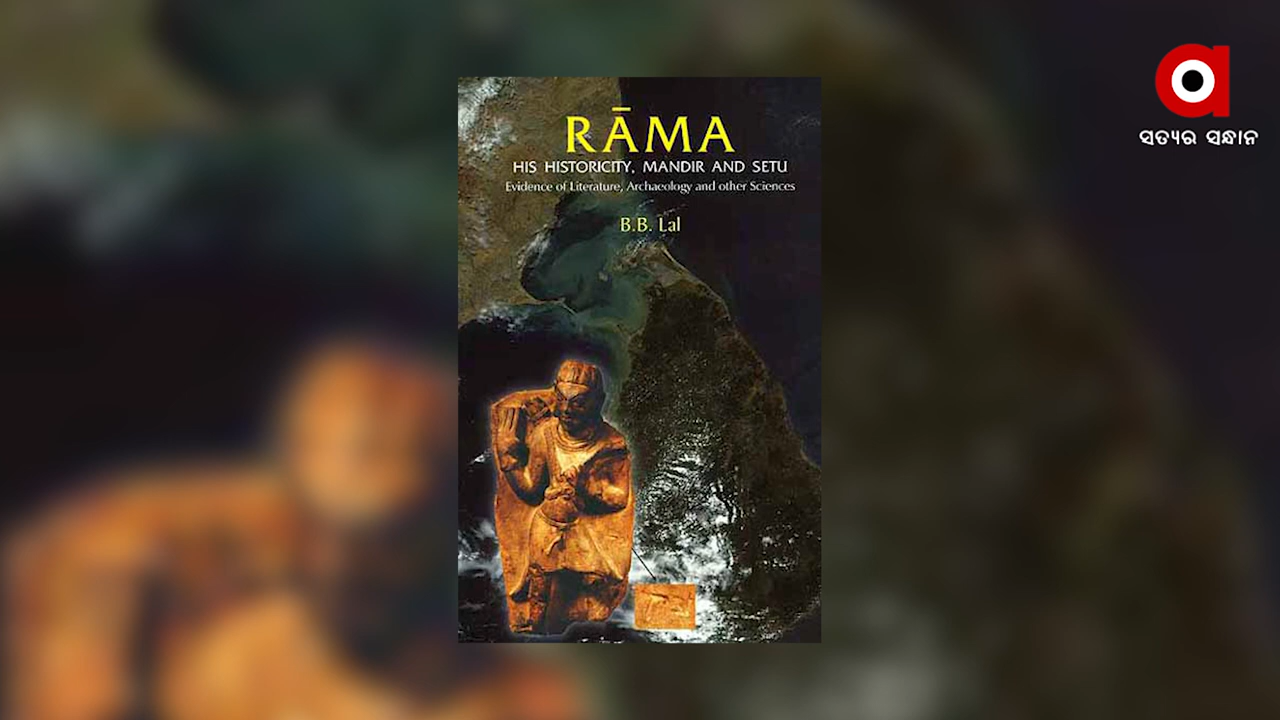 RĀMA
HIS HISTORICITY, MANDIR AND SETU
Evidence of Literature, Archaeology and other Sciences
B.B. Lal
ସତ୍ୟର ସନ୍ଧାନ